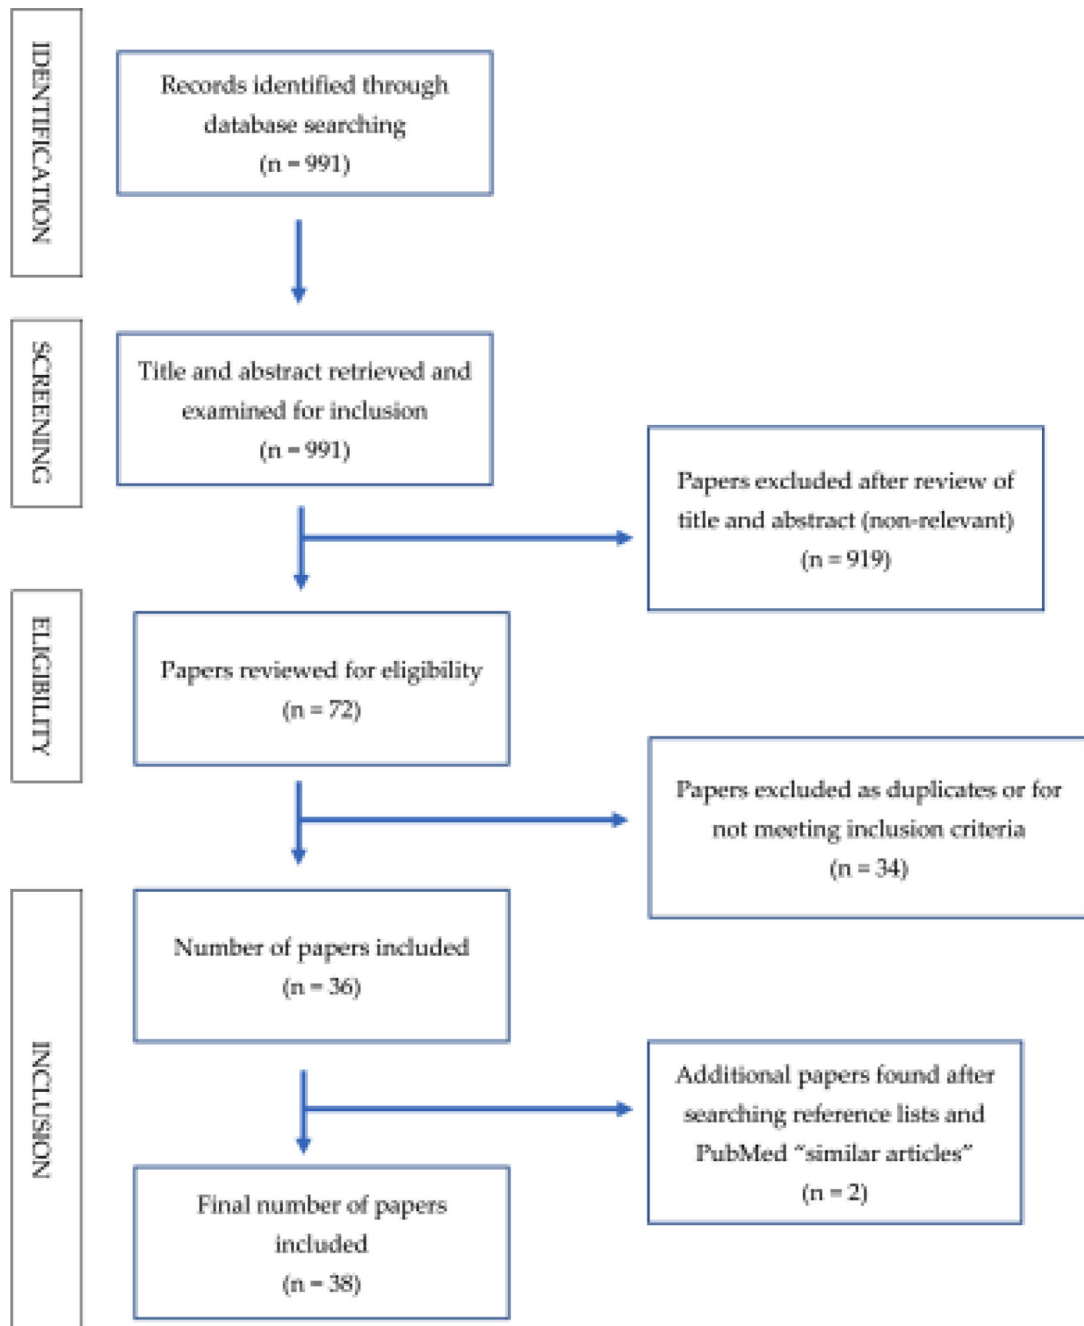 IDENTIFICATION
Records identified through
database searching
(n = 991)
SCREENING
Title and abstract retrieved and
examined for inclusion
(n = 991)
Papers excluded after review of
title and abstract (non-relevant)
(n = 919)
ELIGIBILITY
Papers reviewed for eligibility
(n = 72)
Papers excluded as duplicates or for
not meeting inclusion criteria
(n = 34)
INCLUSION
Number of papers included
(n = 36)
Additional papers found after
searching reference lists and
PubMed “similar articles”
(n = 2)
Final number of papers
included
(n = 38)